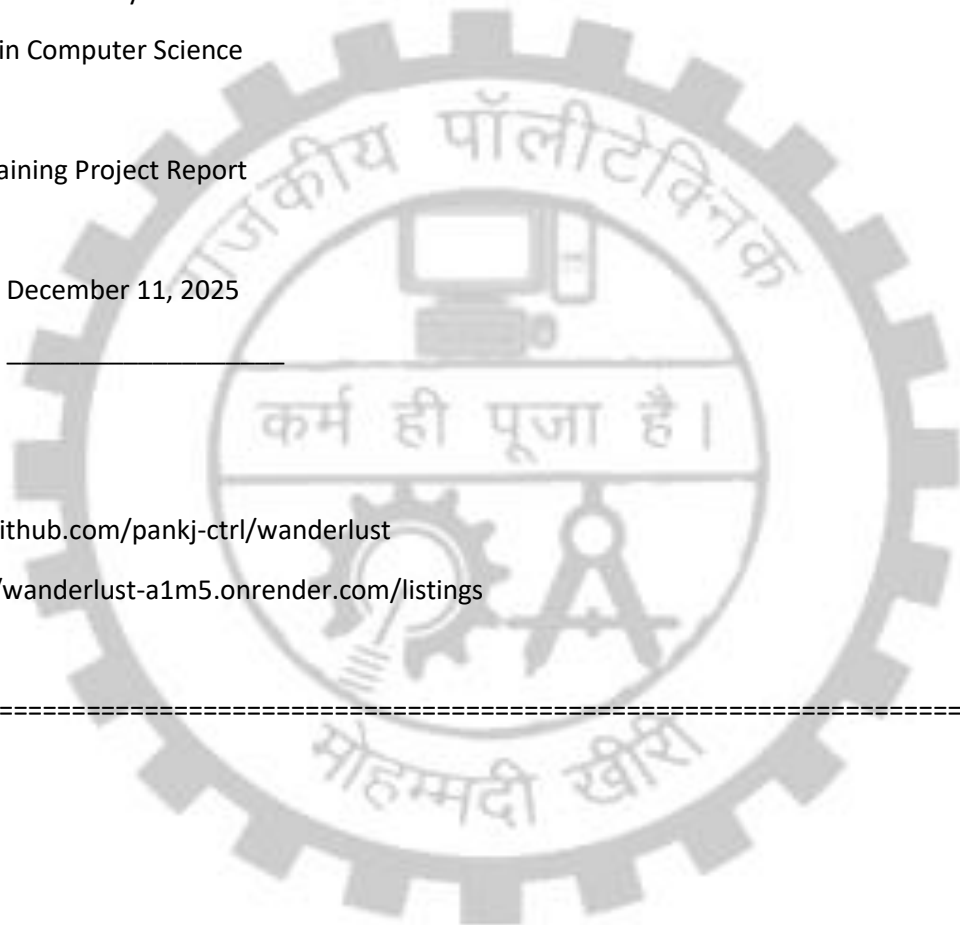 in Computer Science
aining Project Report
December 11, 2025
___________________
ithub.com/pankj-ctrl/wanderlust
/wanderlust-a1m5.onrender.com/listings
===================================================================
राजकीय पॉलीटेक्निक
कर्म ही पूजा है।
मोहम्मदी खीरी